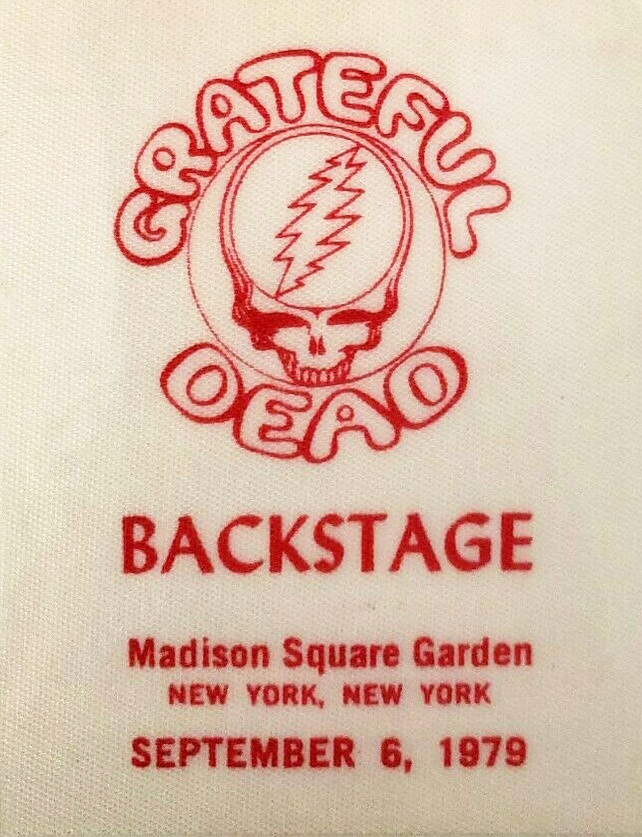 GRATEFUL
DEAD
BACKSTAGE
Madison Square Garden
NEW YORK, NEW YORK
SEPTEMBER 6, 1979